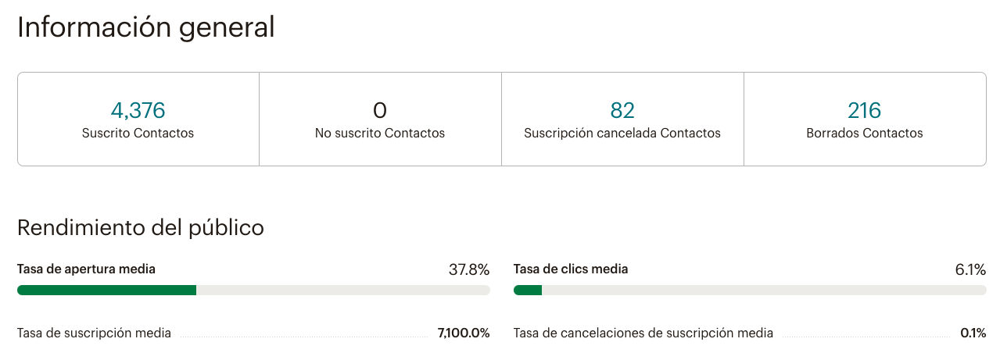 Información general
4,376
Suscrito Contactos
0
No suscrito Contactos
82
Suscripción cancelada Contactos
216
Borrados Contactos
Rendimiento del público
Tasa de apertura media 37.8%
Tasa de clics media 6.1%
Tasa de suscripción media 7,100.0%
Tasa de cancelaciones de suscripción media 0.1%